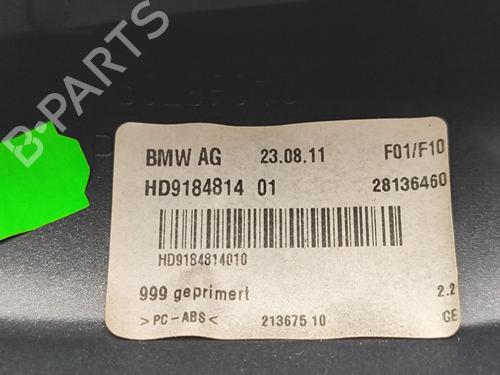 B-PARTS
BMW AG 23.08.11 F01/F10
HD9184814 01 28136460
HD9184814010
999 geprimert 2.2
>PC-ABS< 213675 10 GE